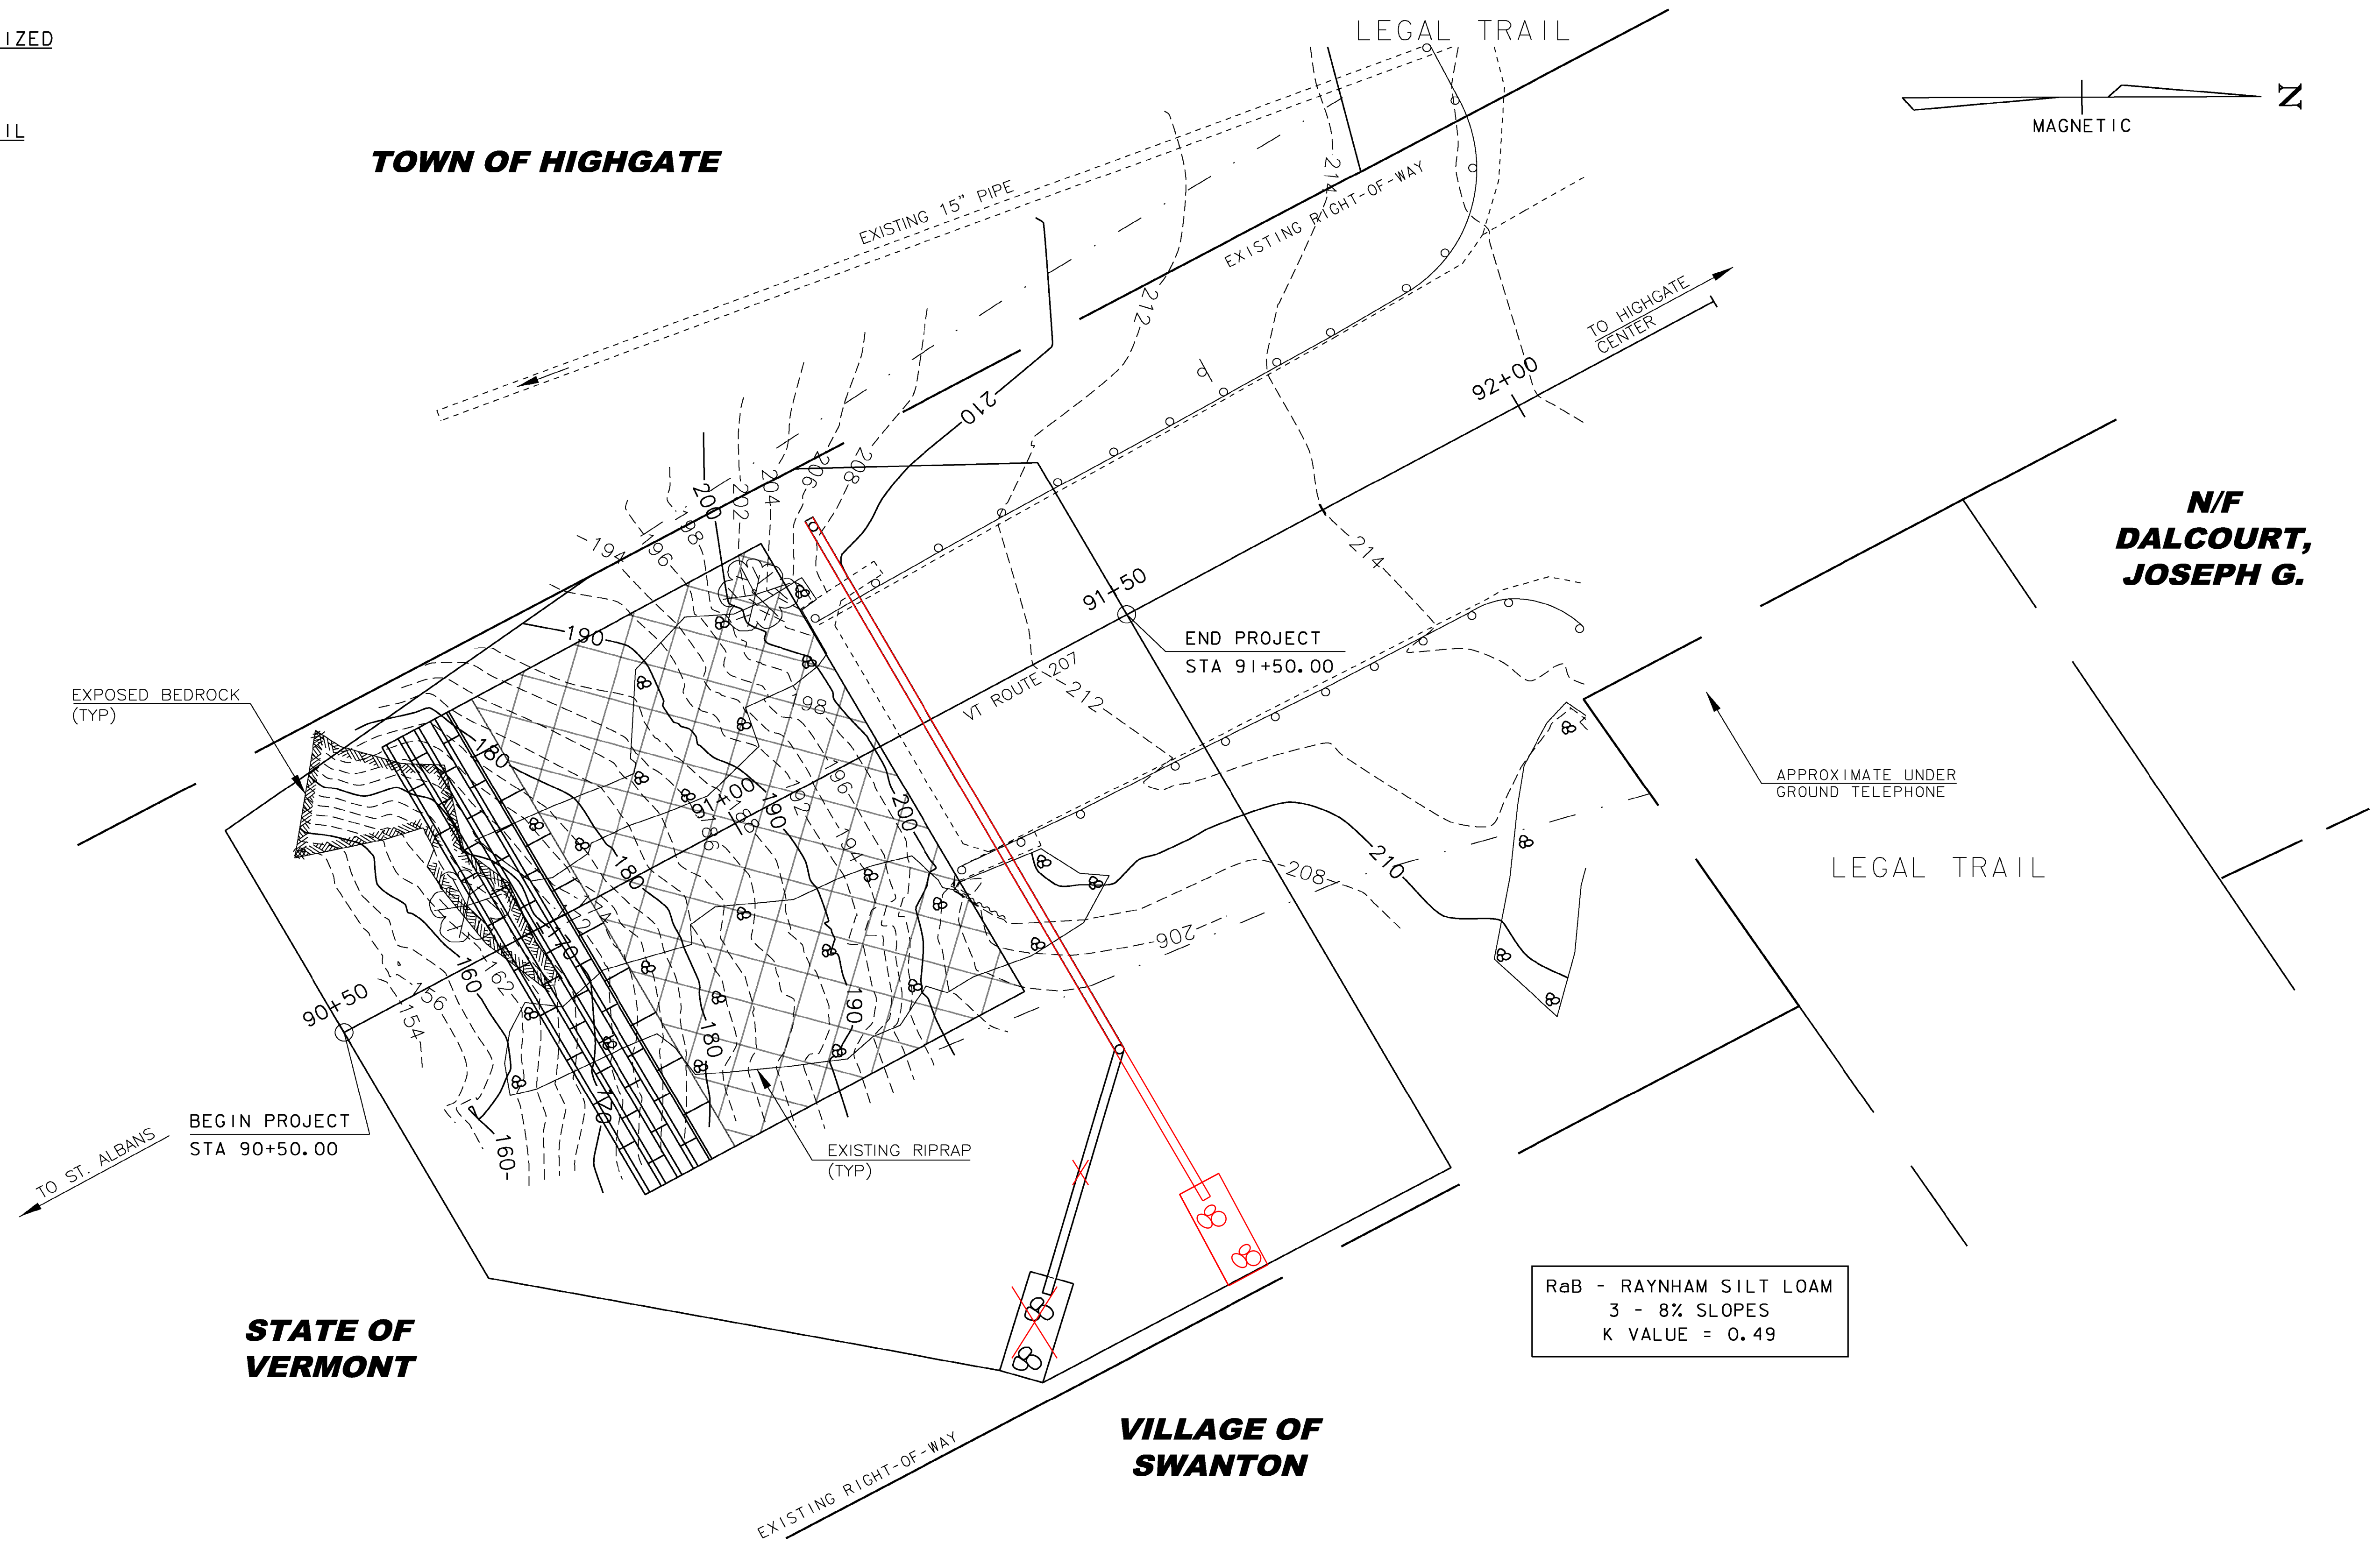 IZED
IL
LEGAL TRAIL
N
MAGNETIC
TOWN OF HIGHGATE
EXISTING 15" PIPE
EXISTING RIGHT-OF-WAY
214
212
TO HIGHGATE
CENTER
92+00
210
208
206
204
202
200
198
196
194
190
214
91+50
END PROJECT
STA 91+50.00
VT ROUTE 207
212
N/F
DALCOURT,
JOSEPH G.
EXPOSED BEDROCK
(TYP)
180
98
196
192
190
188
186
91+00
200
194
180
APPROXIMATE UNDER
GROUND TELEPHONE
LEGAL TRAIL
210
208
206
170
160
162
156
154
90+50
190
180
170
160
BEGIN PROJECT
STA 90+50.00
TO ST. ALBANS
EXISTING RIPRAP
(TYP)
STATE OF
VERMONT
RaB - RAYNHAM SILT LOAM
3 - 8% SLOPES
K VALUE = 0.49
VILLAGE OF
SWANTON
EXISTING RIGHT-OF-WAY